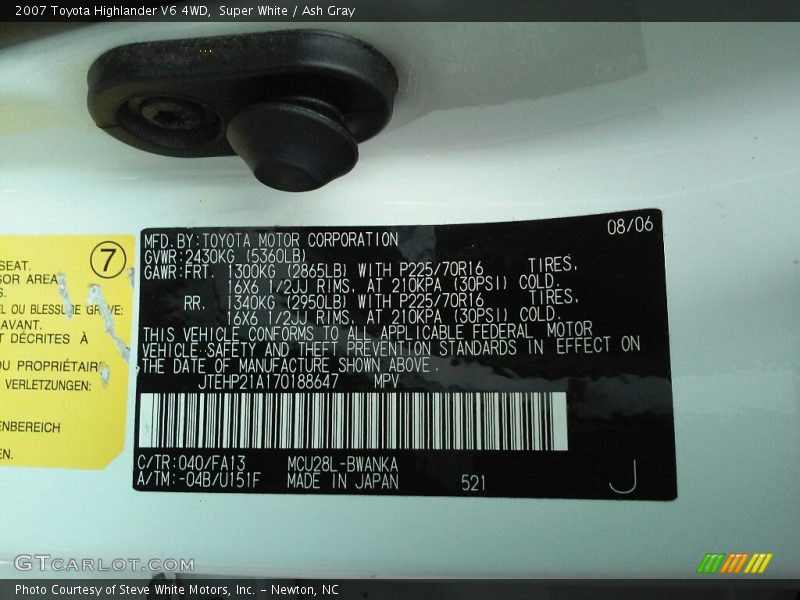 2007 Toyota Highlander V6 4WD, Super White / Ash Gray
08/06
MFD.BY:TOYOTA MOTOR CORPORATION
GVWR:2430KG (5360LB)
GAWR:FRT. 1300KG (2865LB) WITH P225/70R16 TIRES,
16X6 1/2JJ RIMS, AT 210KPA (30PSI) COLD.
RR. 1340KG (2950LB) WITH P225/70R16 TIRES,
16X6 1/2JJ RIMS, AT 210KPA (30PSI) COLD.
THIS VEHICLE CONFORMS TO ALL APPLICABLE FEDERAL MOTOR
VEHICLE SAFETY AND THEFT PREVENTION STANDARDS IN EFFECT ON
THE DATE OF MANUFACTURE SHOWN ABOVE.
JTEHP21A170188647 MPV
C/TR:040/FA13 MCU28L-BWANKA
A/TM:-04B/U151F MADE IN JAPAN 521
J
7
SEAT.
SOR AREA
S.
EL OU BLESSURE GRAVE:
AVANT.
T DÉCRITES À
OU PROPRIÉTAIR
VERLETZUNGEN:
ENBEREICH
EN.
GTCARLOT.COM
Photo Courtesy of Steve White Motors, Inc. – Newton, NC